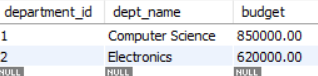 department_id dept_name budget
1 Computer Science 850000.00
2 Electronics 620000.00
NULL NULL NULL